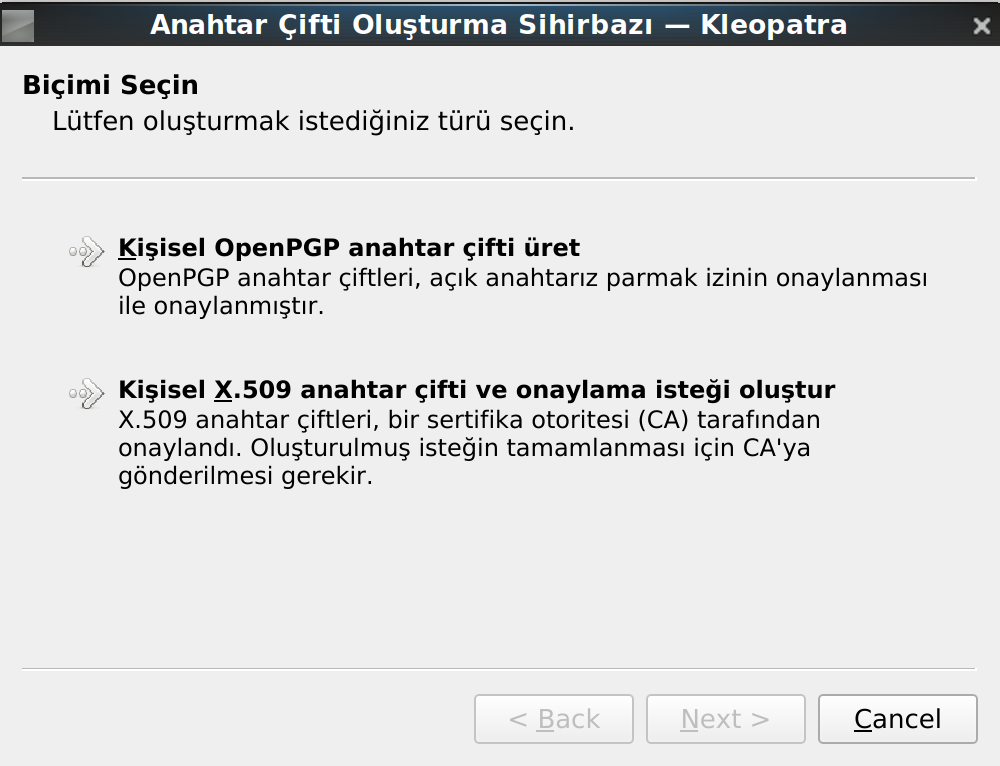 Anahtar Çifti Oluşturma Sihirbazı — Kleopatra
Biçimi Seçin
Lütfen oluşturmak istediğiniz türü seçin.
Kişisel OpenPGP anahtar çifti üret
OpenPGP anahtar çiftleri, açık anahtarız parmak izinin onaylanması
ile onaylanmıştır.
Kişisel X.509 anahtar çifti ve onaylama isteği oluştur
X.509 anahtar çiftleri, bir sertifika otoritesi (CA) tarafından
onaylandı. Oluşturulmuş isteğin tamamlanması için CA'ya
gönderilmesi gerekir.
< Back Next > Cancel